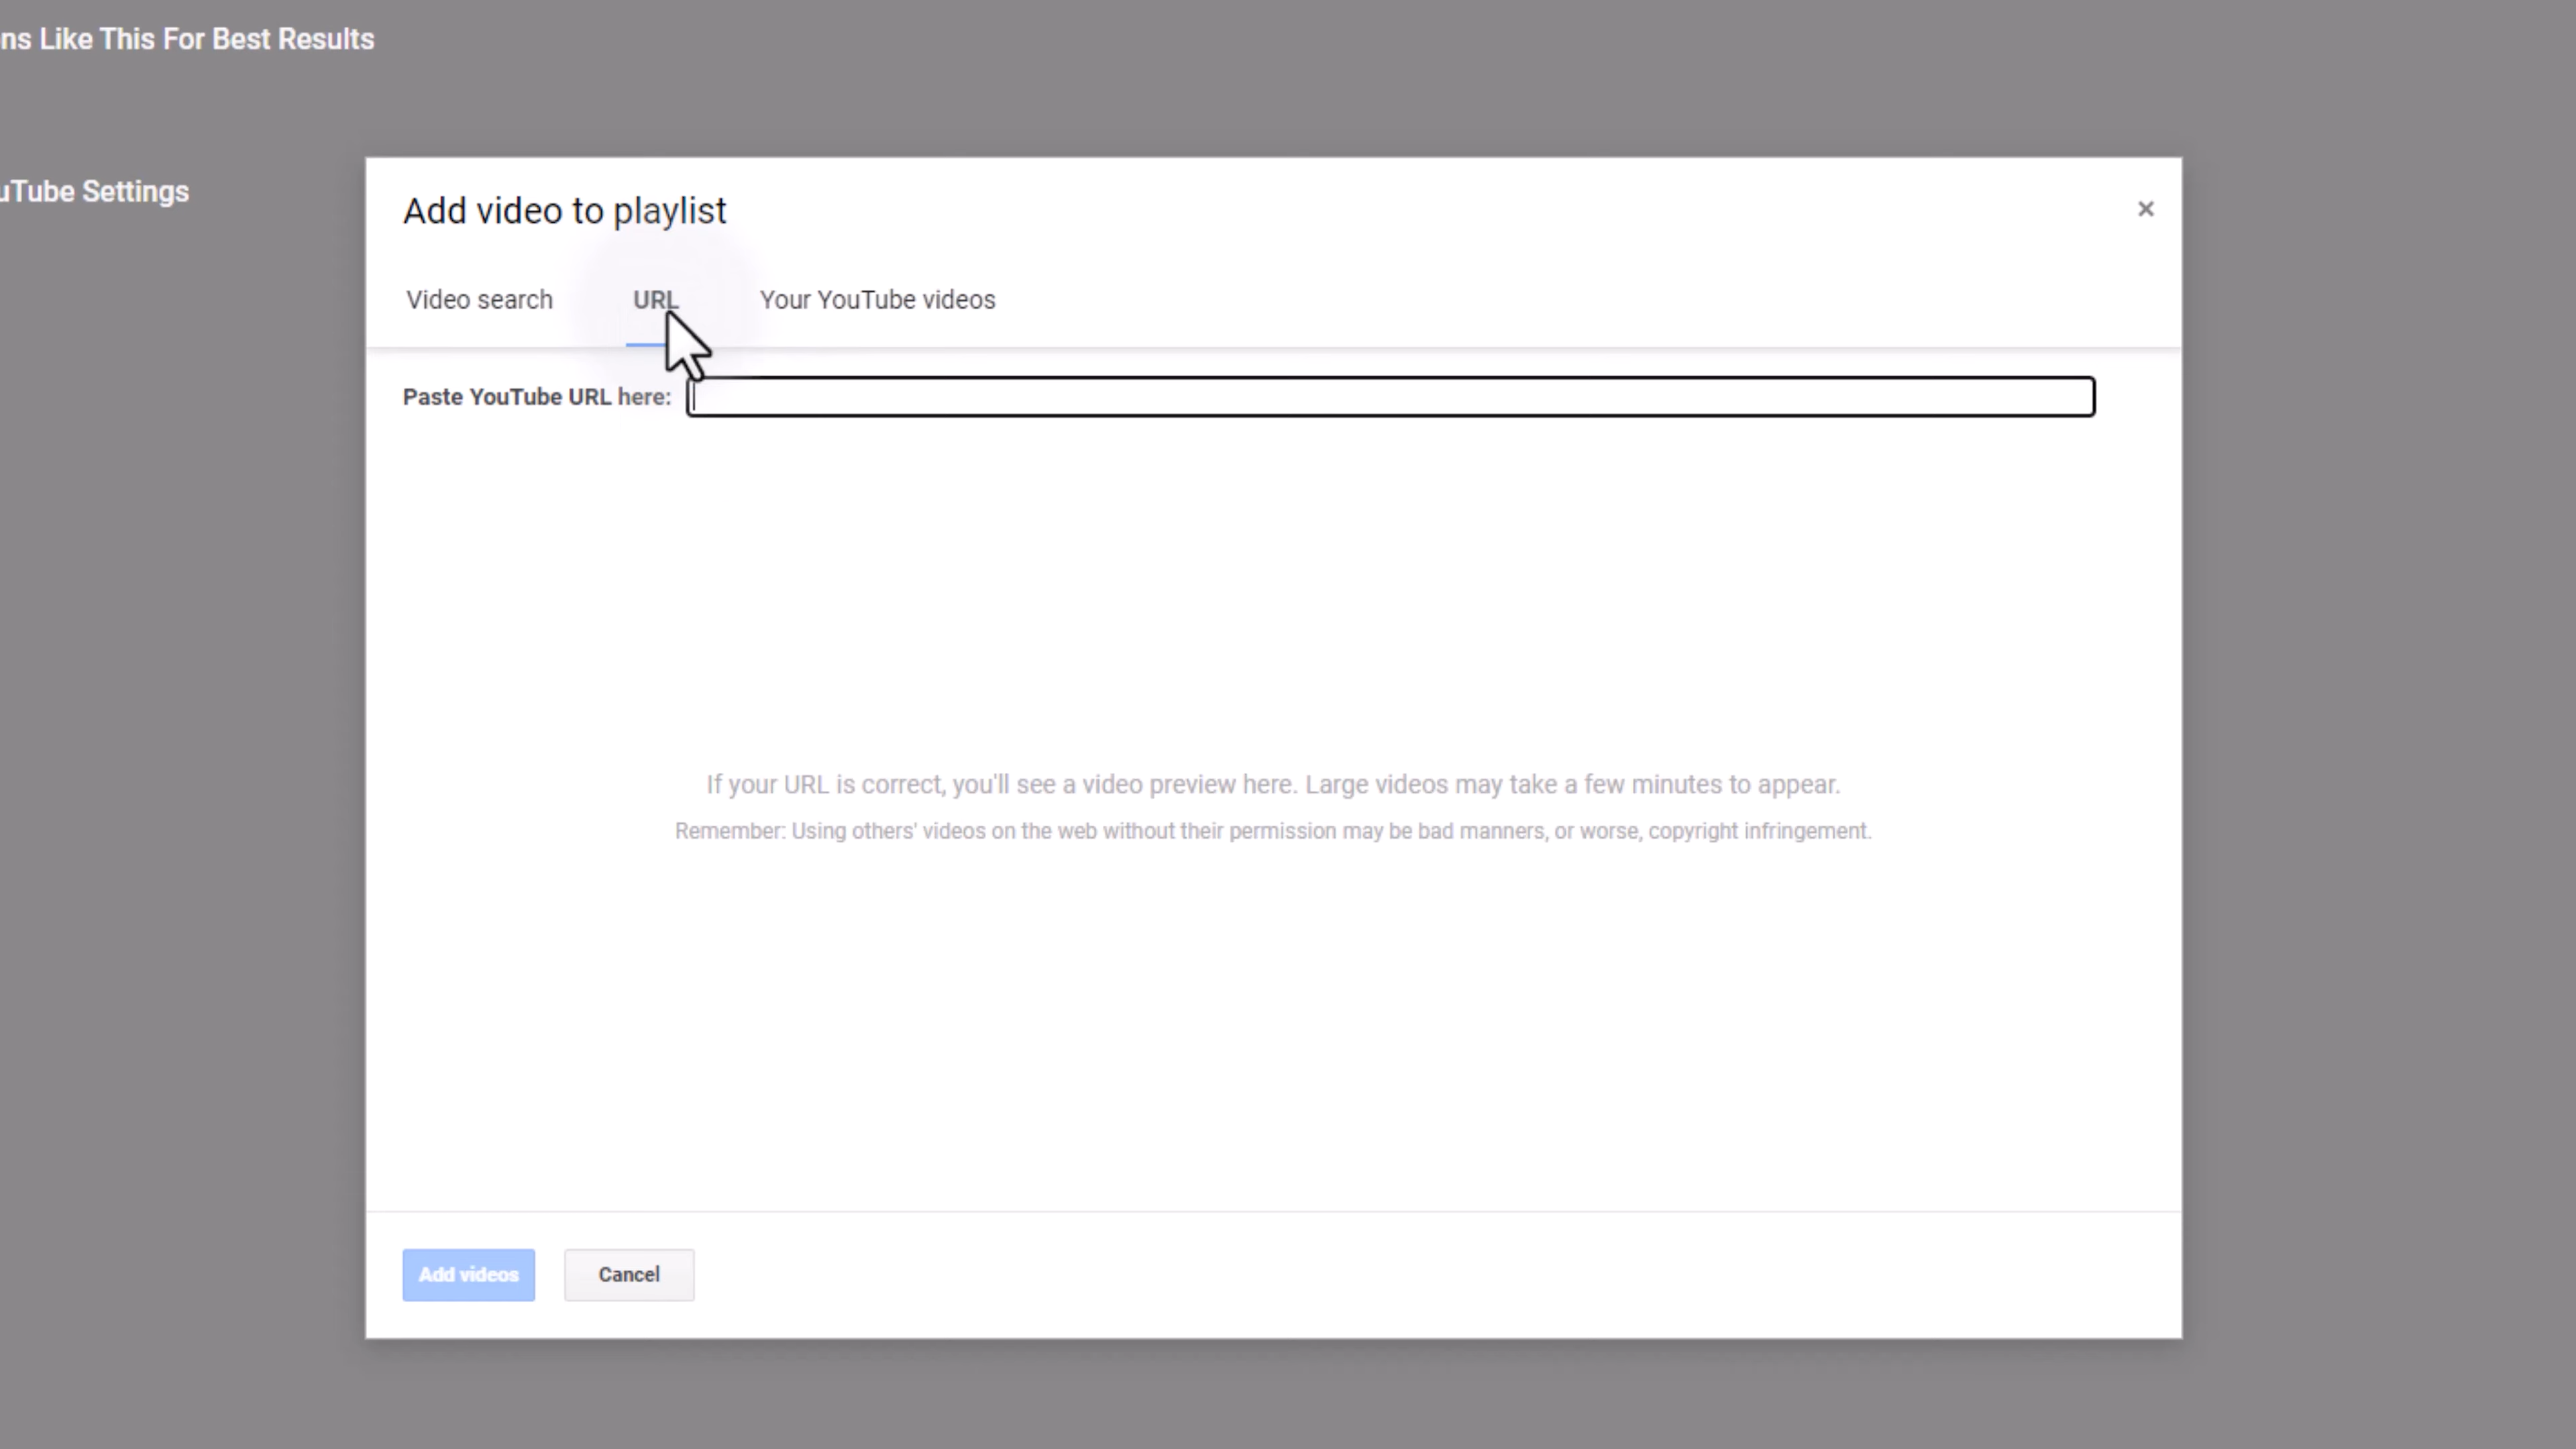 ns Like This For Best Results
uTube Settings
Add video to playlist
×
Video search URL Your YouTube videos
Paste YouTube URL here:
If your URL is correct, you'll see a video preview here. Large videos may take a few minutes to appear.
Remember: Using others' videos on the web without their permission may be bad manners, or worse, copyright infringement.
Add videos Cancel